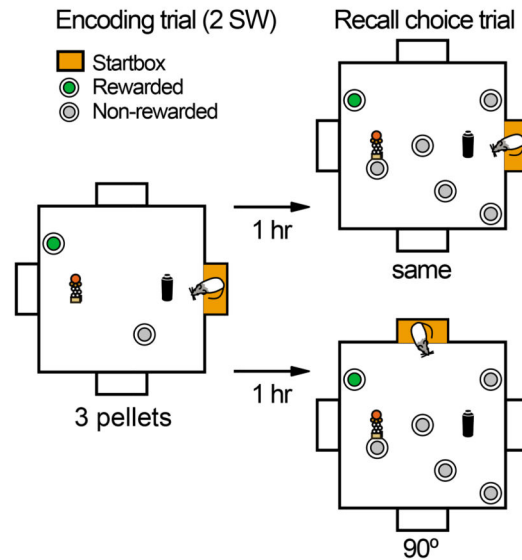 Encoding trial (2 SW)
Recall choice trial
Startbox
Rewarded
Non-rewarded
1 hr
same
3 pellets
1 hr
90º